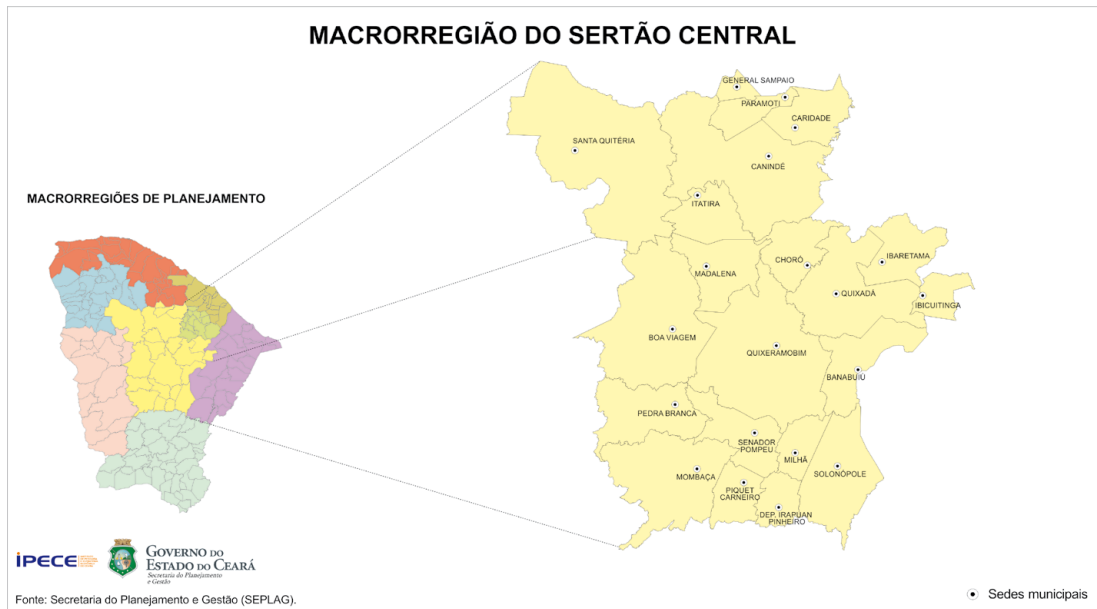 MACRORREGIÃO DO SERTÃO CENTRAL
GENERAL SAMPAIO
PARAMOTI
CARIDADE
SANTA QUITÉRIA
CANINDÉ
MACRORREGIÕES DE PLANEJAMENTO
ITATIRA
IBARETAMA
CHORÓ
MADALENA
QUIXADÁ
IBICUITINGA
BOA VIAGEM
QUIXERAMOBIM
BANABUIÚ
PEDRA BRANCA
SENADOR
POMPEU
MILHÃ
MOMBAÇA
SOLONÓPOLE
PIQUET
CARNEIRO
DEP. IRAPUAN
PINHEIRO
IPECE
GOVERNO DO
ESTADO DO CEARÁ
Secretaria do Planejamento
e Gestão
Fonte: Secretaria do Planejamento e Gestão (SEPLAG).
Sedes municipais